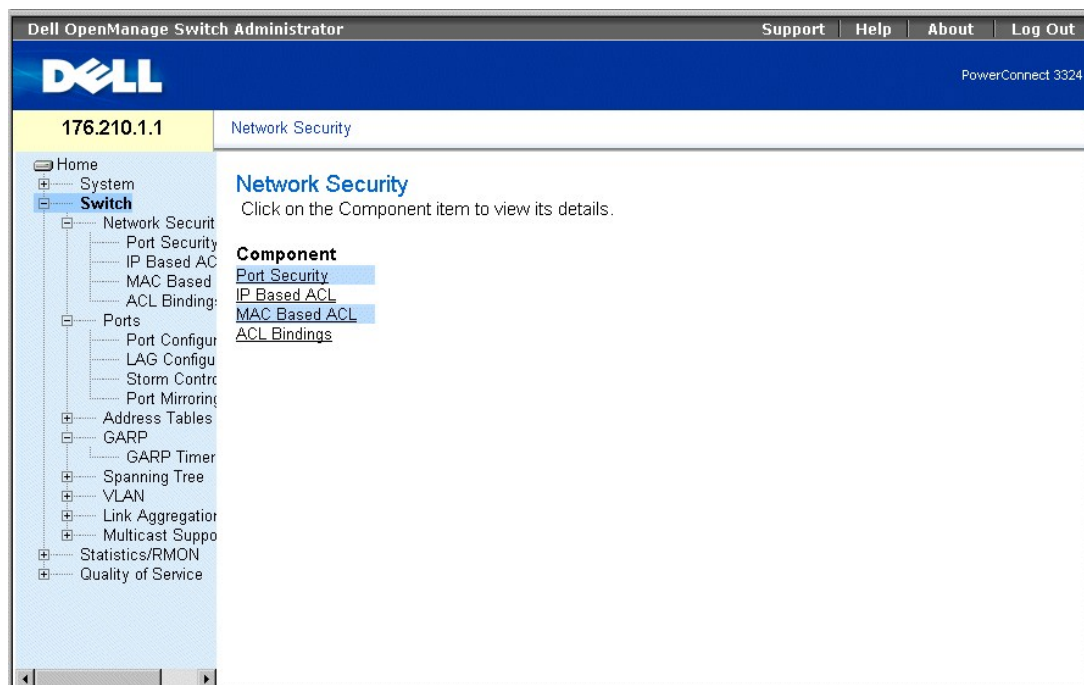 Dell OpenManage Switch Administrator
Support | Help | About | Log Out
DELL
PowerConnect 3324
176.210.1.1
Network Security
Home
System
Switch
Network Securit
Port Security
IP Based AC
MAC Based
ACL Binding
Ports
Port Configur
LAG Configu
Storm Contro
Port Mirroring
Address Tables
GARP
GARP Timer
Spanning Tree
VLAN
Link Aggregation
Multicast Suppo
Statistics/RMON
Quality of Service
Network Security
Click on the Component item to view its details.
Component
Port Security
IP Based ACL
MAC Based ACL
ACL Bindings